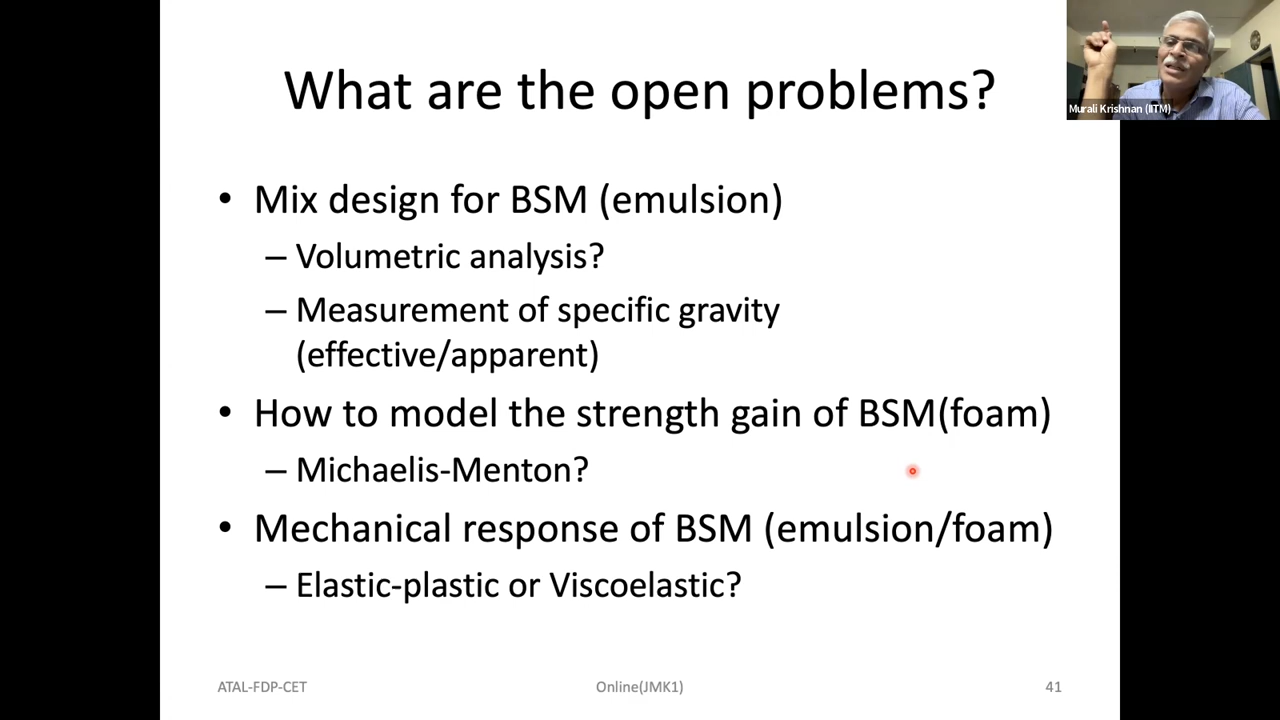 What are the open problems?
• Mix design for BSM (emulsion)
– Volumetric analysis?
– Measurement of specific gravity
(effective/apparent)
• How to model the strength gain of BSM(foam)
– Michaelis-Menton?
• Mechanical response of BSM (emulsion/foam)
– Elastic-plastic or Viscoelastic?
ATAL-FDP-CET
Online(JMK1)
41
Murali Krishnan (IITM)